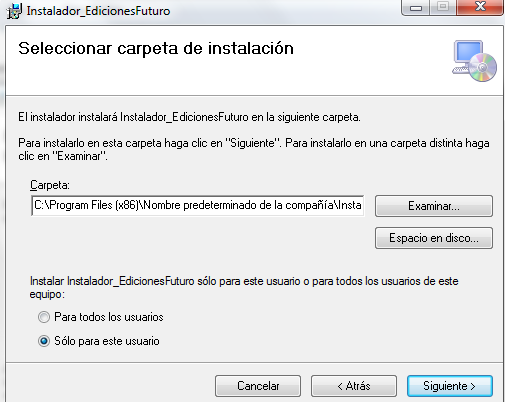 Instalador_EdicionesFuturo
Seleccionar carpeta de instalación
El instalador instalará Instalador_EdicionesFuturo en la siguiente carpeta.
Para instalarlo en esta carpeta haga clic en "Siguiente". Para instalarlo en una carpeta distinta haga
clic en "Examinar".
Carpeta:
C:\Program Files (x86)\Nombre predeterminado de la compañía\Insta
Examinar...
Espacio en disco...
Instalar Instalador_EdicionesFuturo sólo para este usuario o para todos los usuarios de este
equipo:
Para todos los usuarios
Sólo para este usuario
Cancelar
< Atrás
Siguiente >